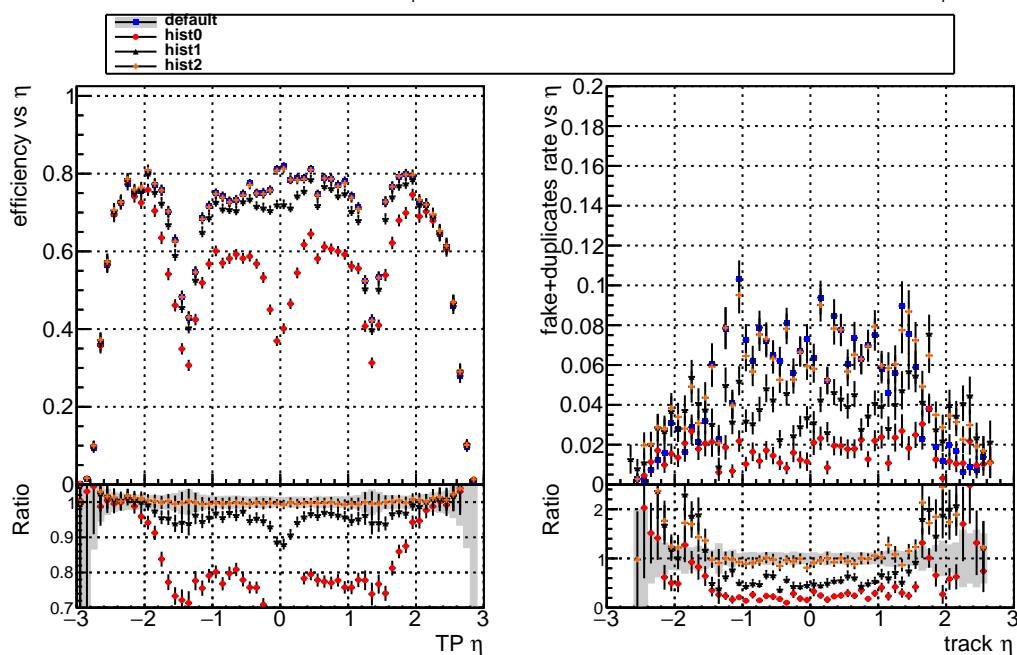 default
hist0
hist1
hist2
efficiency vs η
1
0.8
0.6
0.4
0.2
0
Ratio
1
0.9
0.8
0.7
−3 −2 −1 0 1 2 3
TP η
fake+duplicates rate vs η
0.2
0.18
0.16
0.14
0.12
0.1
0.08
0.06
0.04
0.02
0
Ratio
2
1
0
−3 −2 −1 0 1 2 3
track η